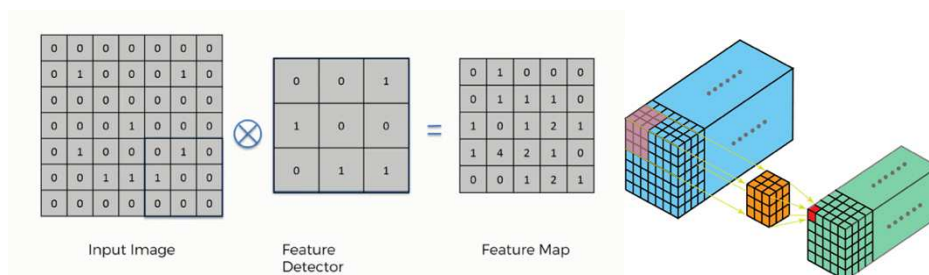 0 0 0 0 0 0 0
0 1 0 0 0 1 0
0 0 0 0 0 0 0
0 0 0 1 0 0 0
0 1 0 0 0 1 0
0 0 1 1 1 0 0
0 0 0 0 0 0 0
Input Image
0 0 1
1 0 0
0 1 1
Feature
Detector
=
0 1 0 0 0
0 1 1 1 0
1 0 1 2 1
1 4 2 1 0
0 0 1 2 1
Feature Map